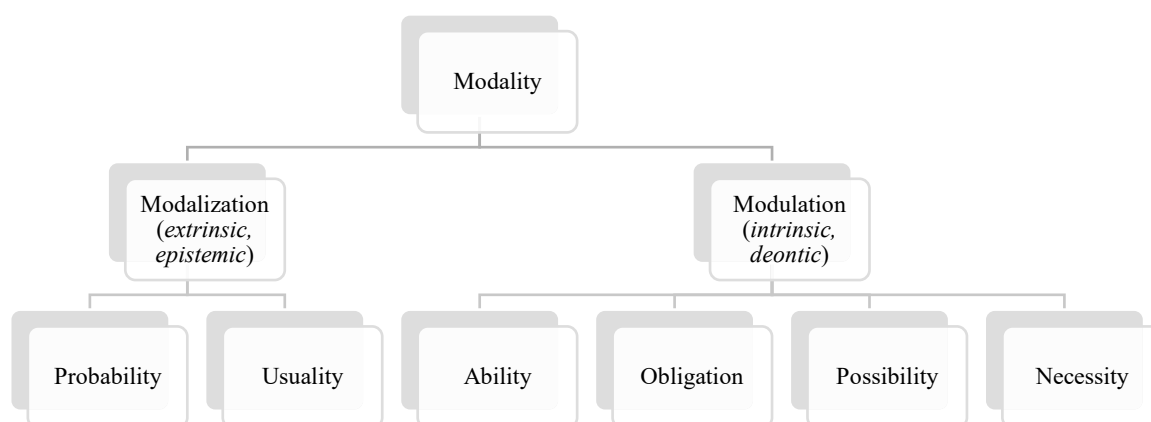 Modality
Modalization
(extrinsic,
epistemic)
Modulation
(intrinsic,
deontic)
Probability
Usuality
Ability
Obligation
Possibility
Necessity